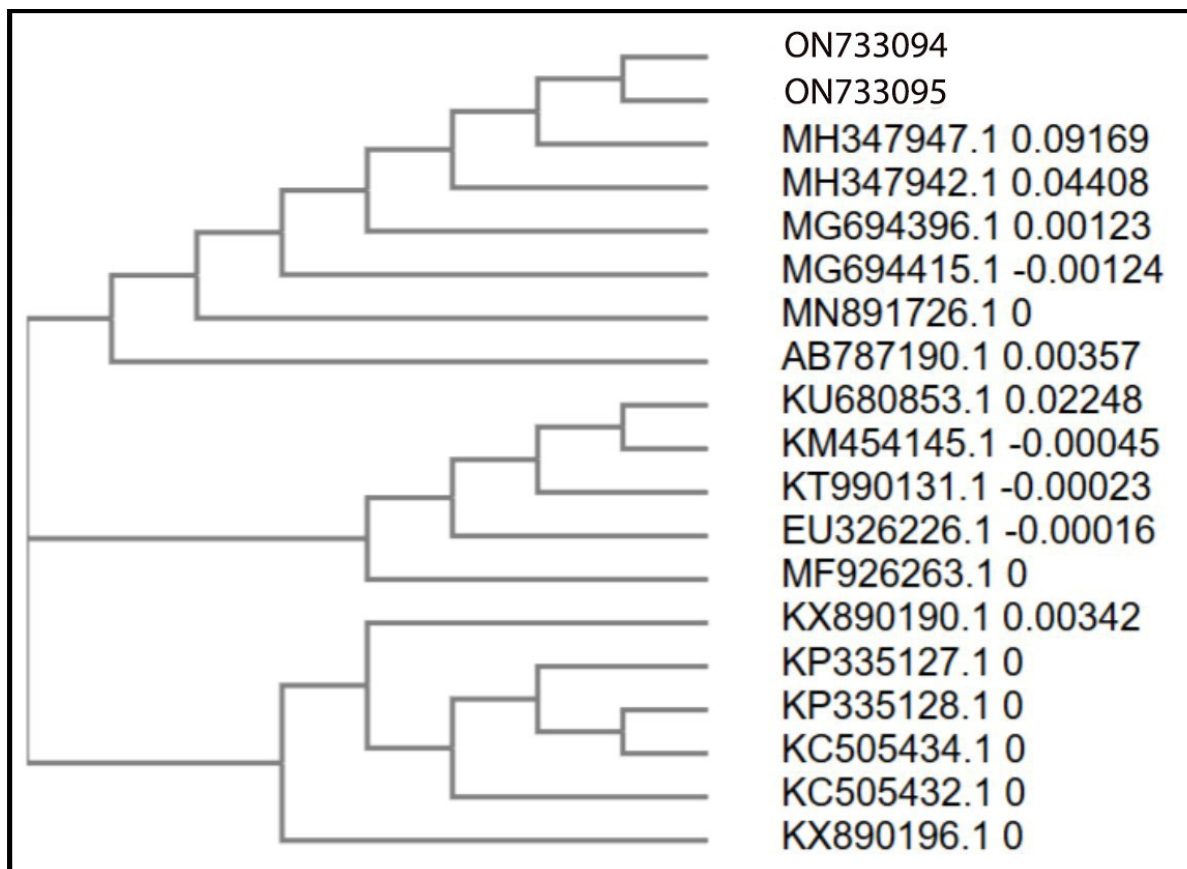 ON733094
ON733095
MH347947.1 0.09169
MH347942.1 0.04408
MG694396.1 0.00123
MG694415.1 -0.00124
MN891726.1 0
AB787190.1 0.00357
KU680853.1 0.02248
KM454145.1 -0.00045
KT990131.1 -0.00023
EU326226.1 -0.00016
MF926263.1 0
KX890190.1 0.00342
KP335127.1 0
KP335128.1 0
KC505434.1 0
KC505432.1 0
KX890196.1 0